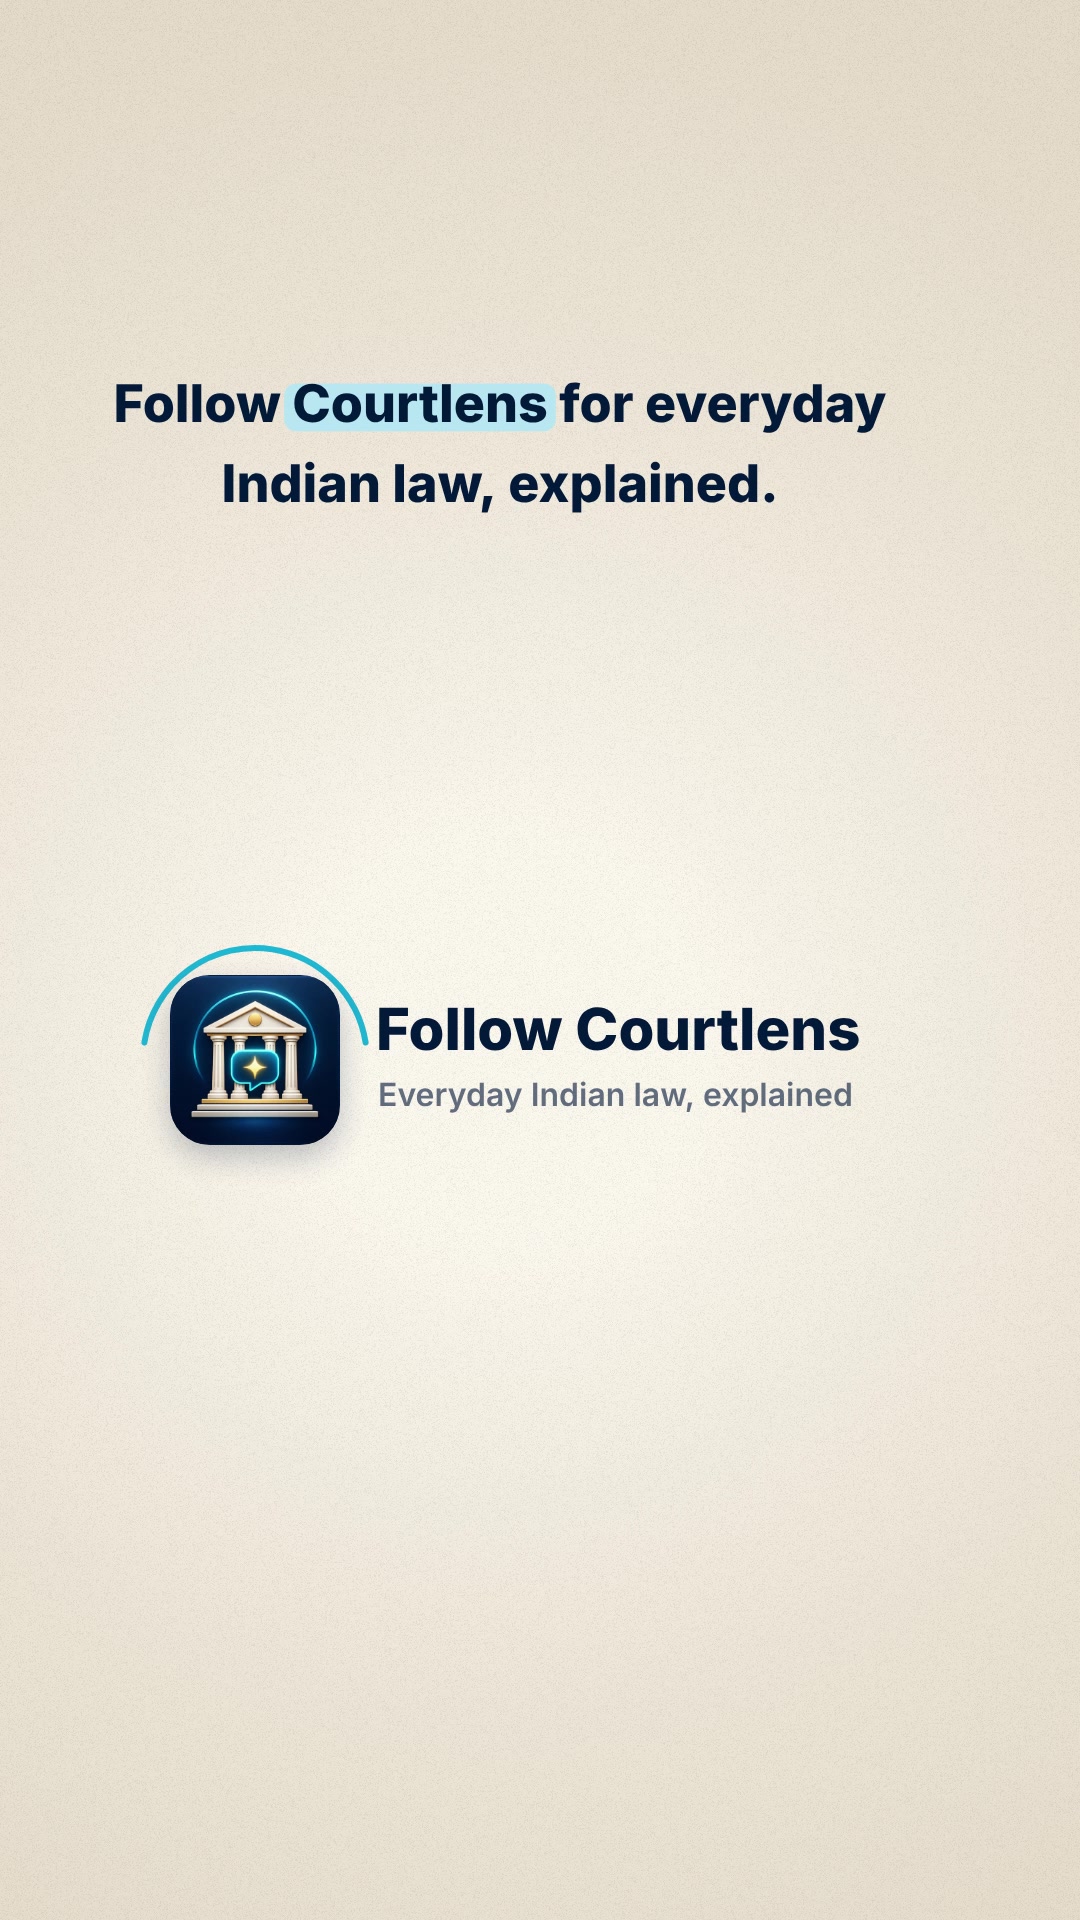 Follow Courtlens for everyday
Indian law, explained.
Follow Courtlens
Everyday Indian law, explained